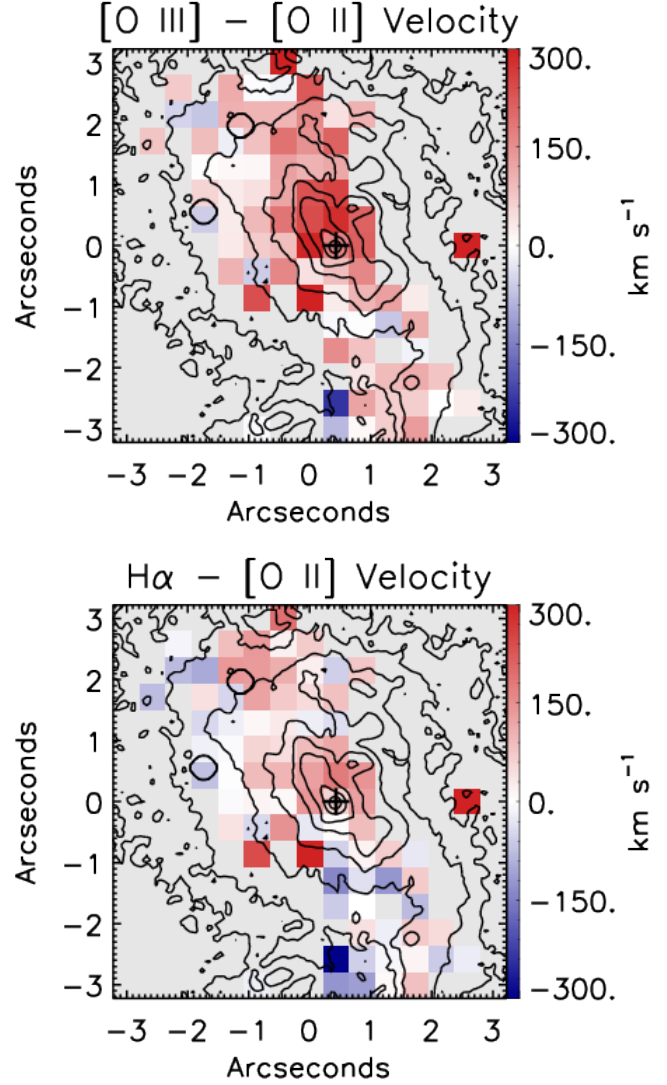 [O III] − [O II] Velocity
3
2
1
0
−1
−2
−3
Arcseconds
−3 −2 −1 0 1 2 3
Arcseconds
300.
150.
0.
−150.
−300.
km s⁻¹
Hα − [O II] Velocity
3
2
1
0
−1
−2
−3
Arcseconds
−3 −2 −1 0 1 2 3
Arcseconds
300.
150.
0.
−150.
−300.
km s⁻¹